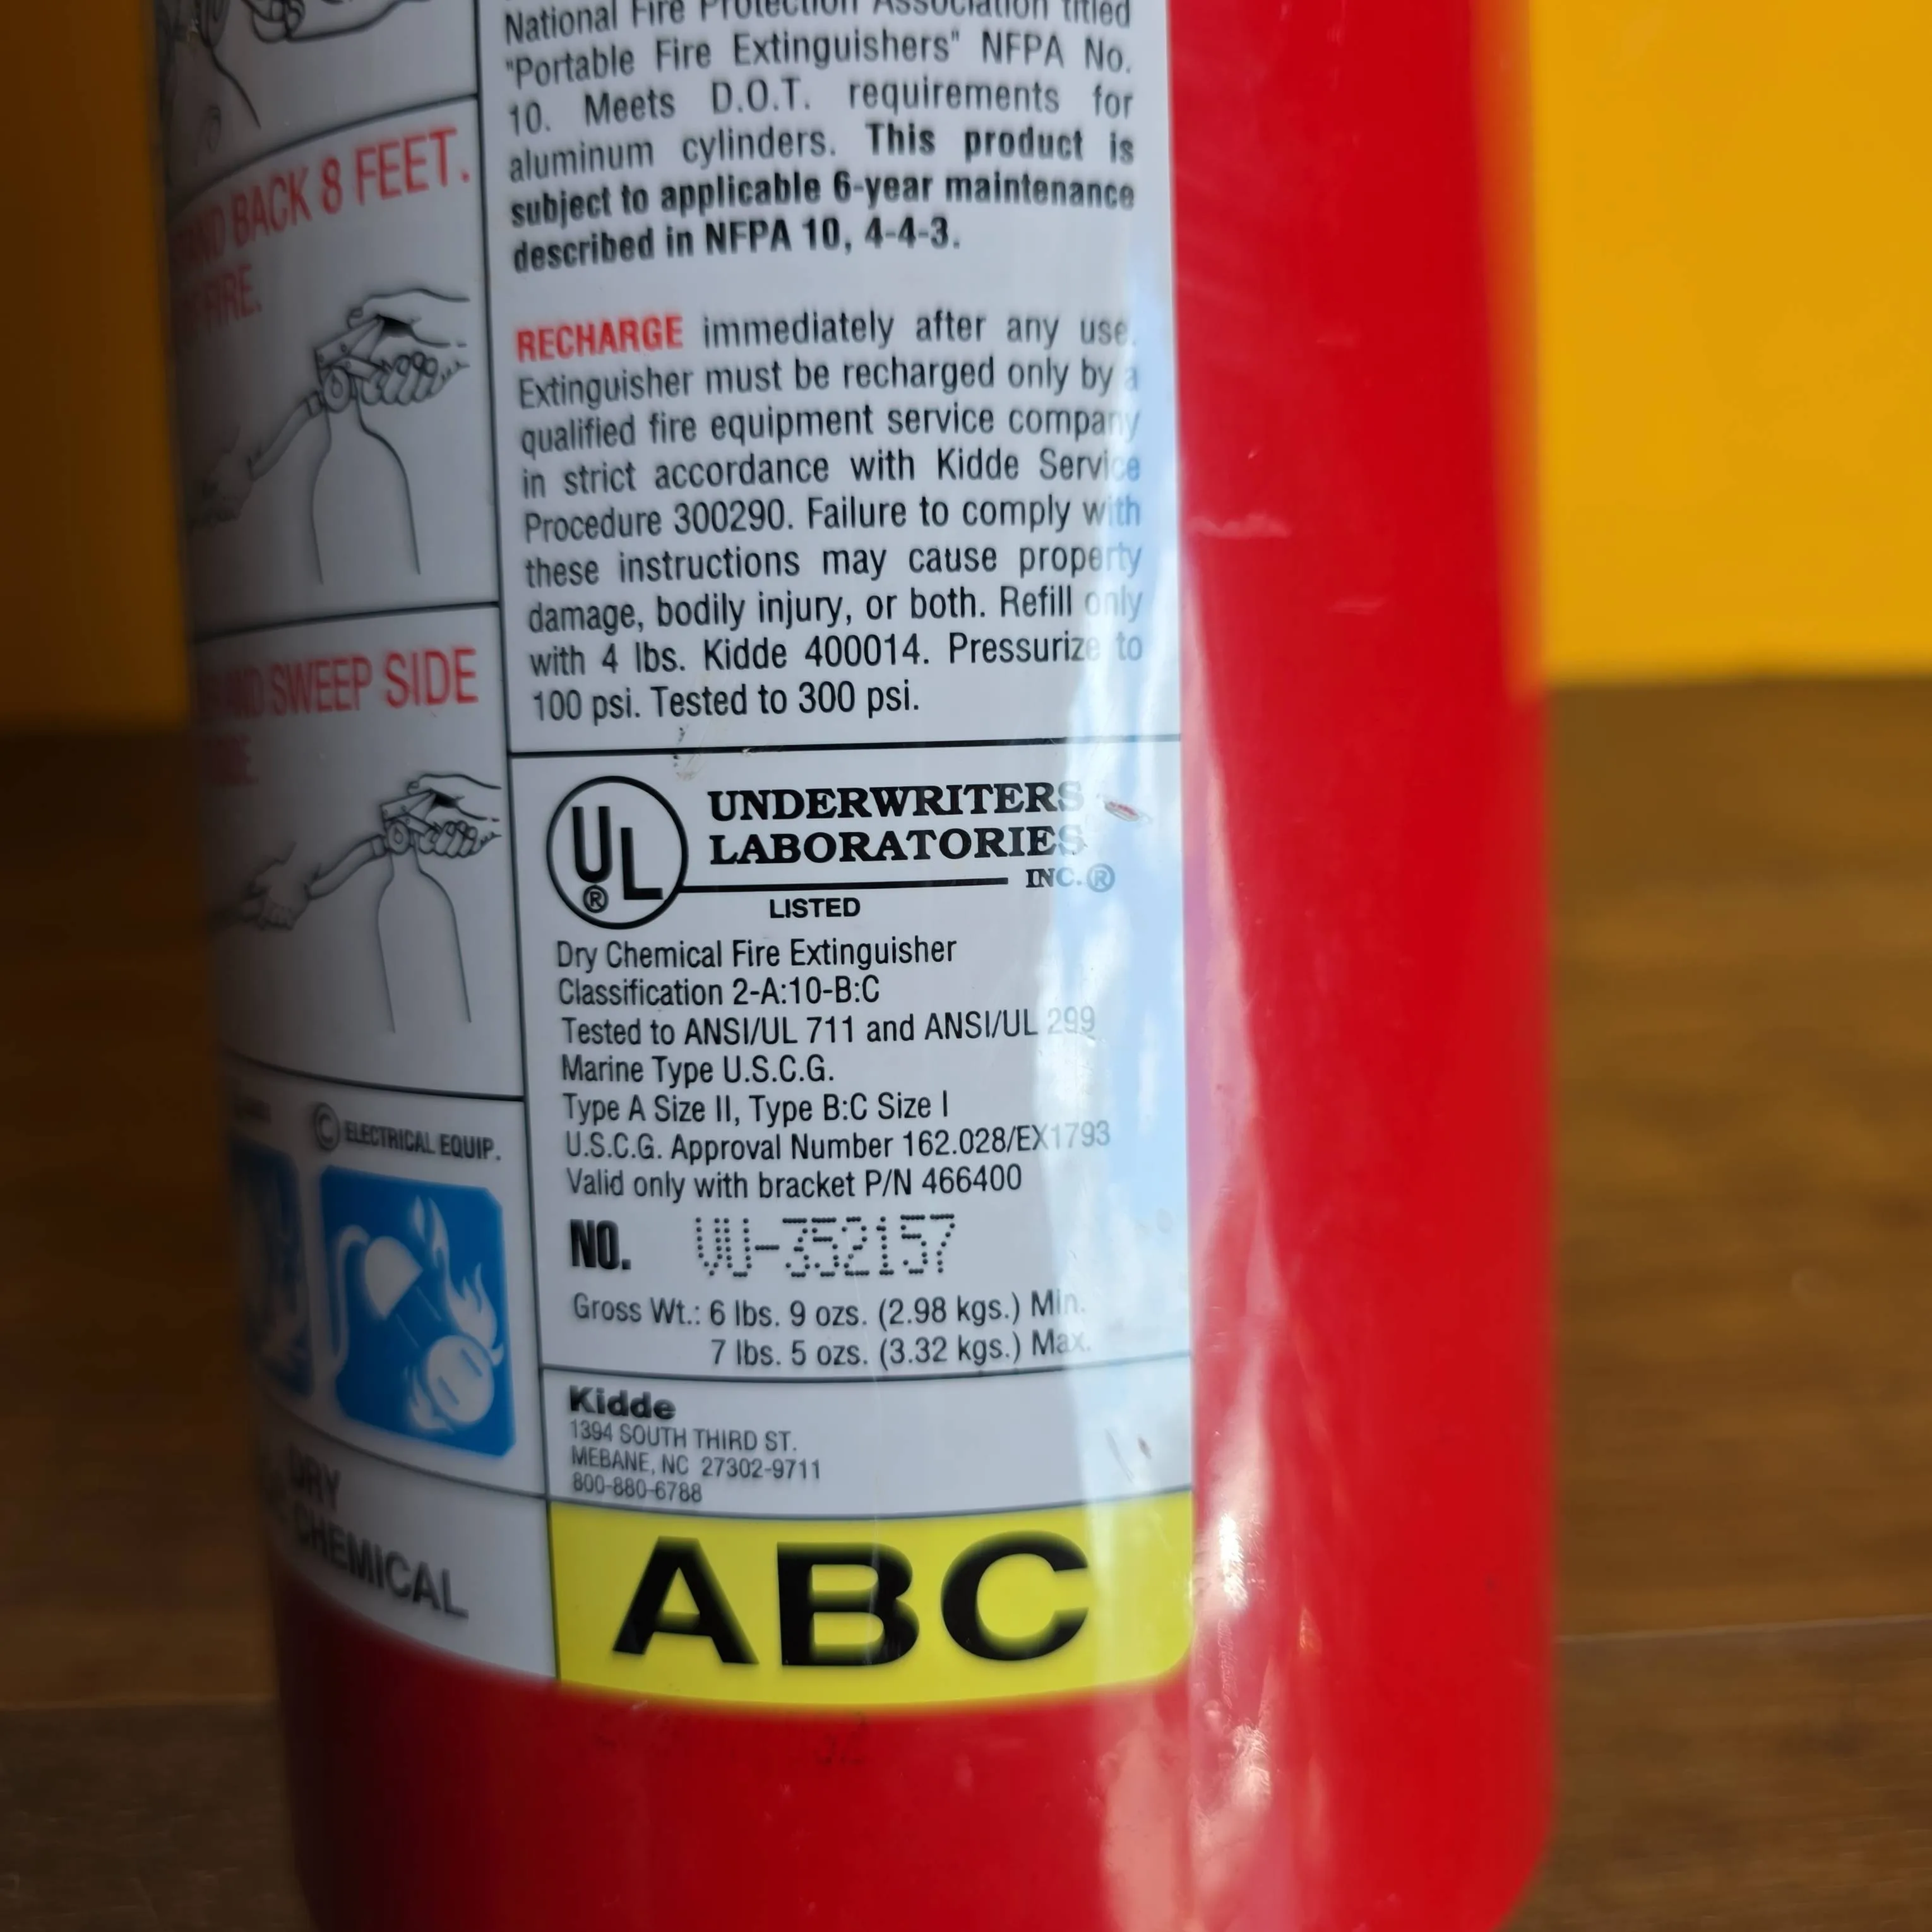 BACK 8 FEET.
FIRE.
AND SWEEP SIDE
© ELECTRICAL EQUIP.
DRY
CHEMICAL
National Fire Protection Association titled
"Portable Fire Extinguishers" NFPA No.
10. Meets D.O.T. requirements for
aluminum cylinders. This product is
subject to applicable 6-year maintenance
described in NFPA 10, 4-4-3.
RECHARGE immediately after any use.
Extinguisher must be recharged only by a
qualified fire equipment service company
in strict accordance with Kidde Service
Procedure 300290. Failure to comply with
these instructions may cause property
damage, bodily injury, or both. Refill only
with 4 lbs. Kidde 400014. Pressurize to
100 psi. Tested to 300 psi.
UL®
UNDERWRITERS
LABORATORIES
INC.®
LISTED
Dry Chemical Fire Extinguisher
Classification 2-A:10-B:C
Tested to ANSI/UL 711 and ANSI/UL 299
Marine Type U.S.C.G.
Type A Size II, Type B:C Size I
U.S.C.G. Approval Number 162.028/EX1793
Valid only with bracket P/N 466400
NO. VU-352157
Gross Wt.: 6 lbs. 9 ozs. (2.98 kgs.) Min.
7 lbs. 5 ozs. (3.32 kgs.) Max.
Kidde
1394 SOUTH THIRD ST.
MEBANE, NC 27302-9711
800-880-6788
ABC